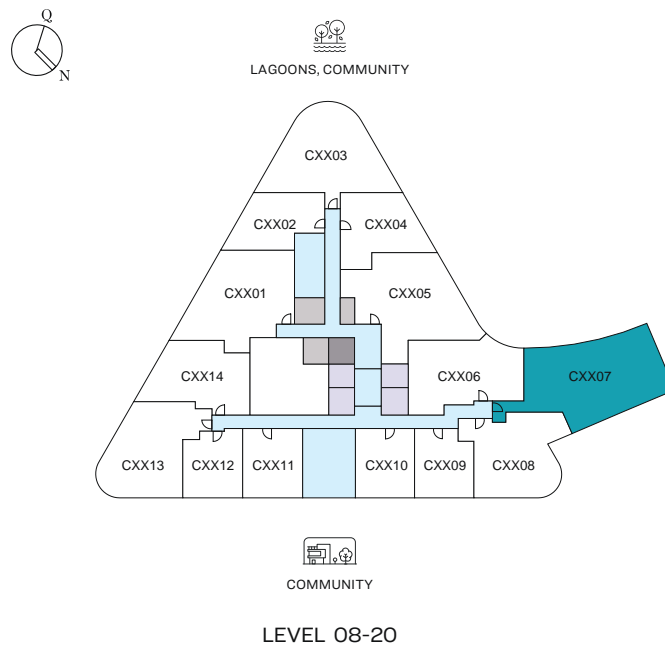 Q
N
LAGOONS, COMMUNITY
CXX03
CXX02
CXX04
CXX01
CXX05
CXX14
CXX06
CXX07
CXX13
CXX12
CXX11
CXX10
CXX09
CXX08
COMMUNITY
LEVEL 08-20